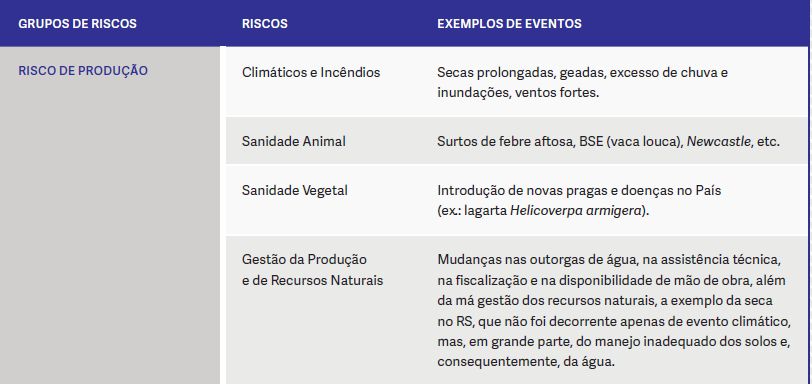 GRUPOS DE RISCOS
RISCOS
EXEMPLOS DE EVENTOS
RISCO DE PRODUÇÃO
Climáticos e Incêndios
Secas prolongadas, geadas, excesso de chuva e
inundações, ventos fortes.
Sanidade Animal
Surtos de febre aftosa, BSE (vaca louca), Newcastle, etc.
Sanidade Vegetal
Introdução de novas pragas e doenças no País
(ex.: lagarta Helicoverpa armigera).
Gestão da Produção
e de Recursos Naturais
Mudanças nas outorgas de água, na assistência técnica,
na fiscalização e na disponibilidade de mão de obra, além
da má gestão dos recursos naturais, a exemplo da seca
no RS, que não foi decorrente apenas de evento climático,
mas, em grande parte, do manejo inadequado dos solos e,
consequentemente, da água.